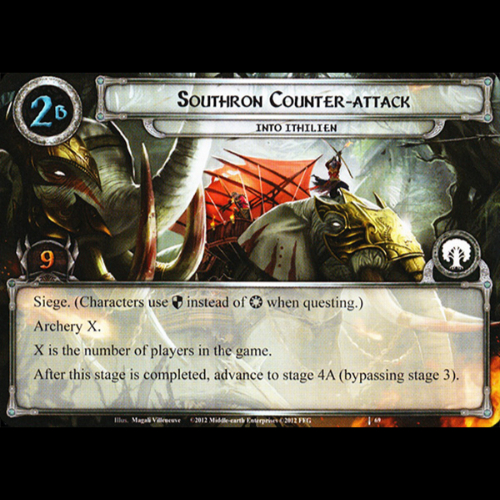 2B
SOUTHRON COUNTER-ATTACK
INTO ITHILIEN
9
Siege. (Characters use instead of when questing.)
Archery X.
X is the number of players in the game.
After this stage is completed, advance to stage 4A (bypassing stage 3).
Illus. Magali Villeneuve ©2012 Middle-earth Enterprises ©2012 FFG 69